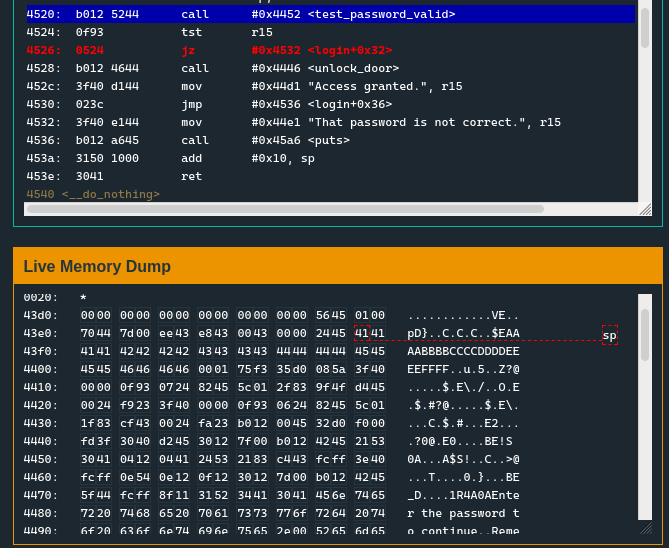 4520: b012 5244 call #0x4452 <test_password_valid>
4524: 0f93 tst r15
4526: 0524 jz #0x4532 <login+0x32>
4528: b012 4644 call #0x4446 <unlock_door>
452c: 3f40 d144 mov #0x44d1 "Access granted.", r15
4530: 023c jmp #0x4536 <login+0x36>
4532: 3f40 e144 mov #0x44e1 "That password is not correct.", r15
4536: b012 a645 call #0x45a6 <puts>
453a: 3150 1000 add #0x10, sp
453e: 3041 ret
4540 <__do_nothing>
Live Memory Dump
0020: *
43d0: 0000 0000 0000 0000 0000 0000 5645 0100 ............VE..
43e0: 7044 7d00 ee43 e843 0043 0000 2445 4141 pD}..C.C.C..$EAA sp
43f0: 4141 4242 4242 4343 4343 4444 4444 4545 AABBBBCCCCDDDDEE
4400: 4545 4646 4646 0001 75f3 35d0 085a 3f40 EEFFFF..u.5..Z?@
4410: 0000 0f93 0724 8245 5c01 2f83 9f4f d445 .....$.E\./..O.E
4420: 0024 f923 3f40 0000 0f93 0624 8245 5c01 .$.#?@.....$.E\.
4430: 1f83 cf43 0024 fa23 b012 0045 32d0 f000 ...C.$.#...E2...
4440: fd3f 3040 d245 3012 7f00 b012 4245 2153 .?0@.E0....BE!S
4450: 3041 0412 0441 2453 2183 c443 fcff 3e40 0A...A$S!..C..>@
4460: fcff 0e54 0e12 0f12 3012 7d00 b012 4245 ...T....0.}...BE
4470: 5f44 fcff 8f11 3152 3441 3041 456e 7465 _D....1R4A0AEnte
4480: 7220 7468 6520 7061 7373 776f 7264 2074 r the password t
4490: 6f20 636f 6e74 696e 7565 2e00 5265 6d65 o continue..Reme